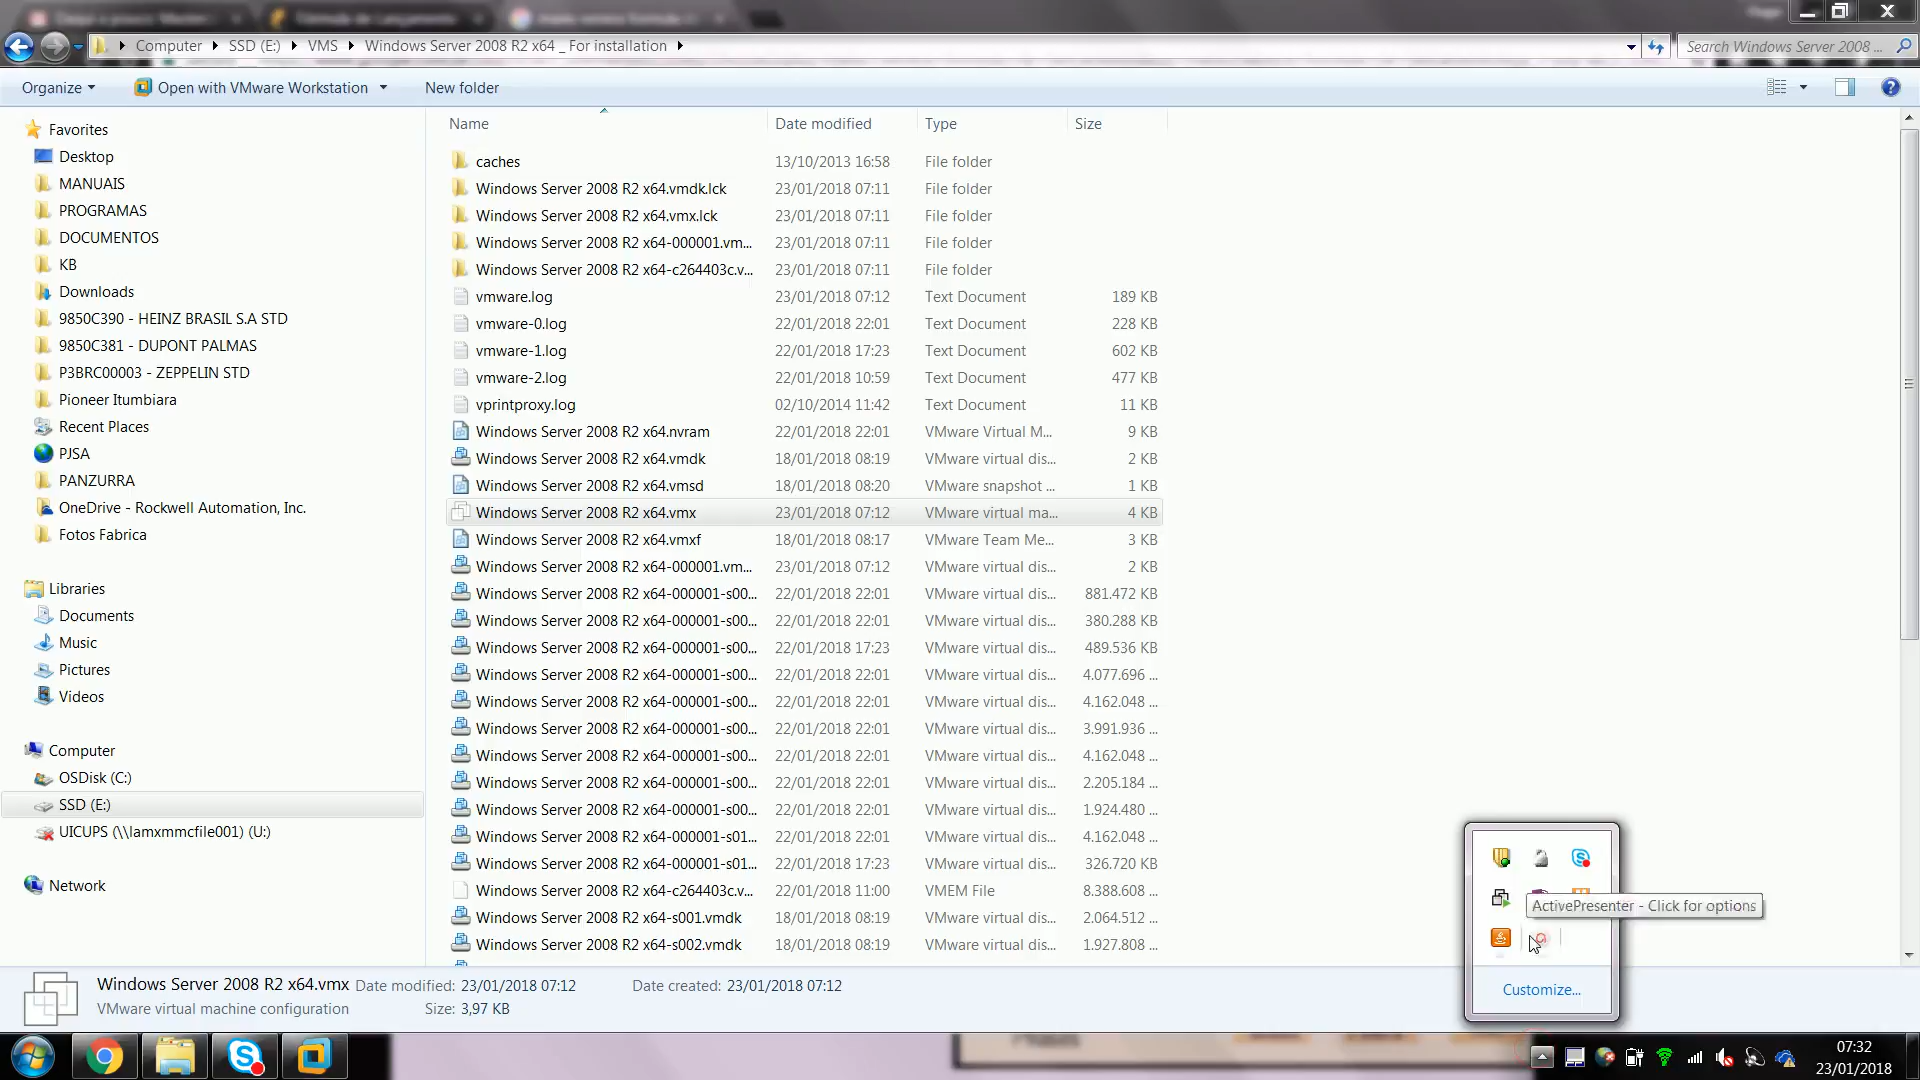 Computer SSD (E:) VMS Windows Server 2008 R2 x64 _ For installation
Search Windows Server 2008 ...
Organize Open with VMware Workstation New folder
Favorites
Desktop
MANUAIS
PROGRAMAS
DOCUMENTOS
KB
Downloads
9850C390 - HEINZ BRASIL S.A STD
9850C381 - DUPONT PALMAS
P3BRC00003 - ZEPPELIN STD
Pioneer Itumbiara
Recent Places
PJSA
PANZURRA
OneDrive - Rockwell Automation, Inc.
Fotos Fabrica
Libraries
Documents
Music
Pictures
Videos
Computer
OSDisk (C:)
SSD (E:)
UICUPS (\\lamxmmcfile001) (U:)
Network
Name Date modified Type Size
caches 13/10/2013 16:58 File folder
Windows Server 2008 R2 x64.vmdk.lck 23/01/2018 07:11 File folder
Windows Server 2008 R2 x64.vmx.lck 23/01/2018 07:11 File folder
Windows Server 2008 R2 x64-000001.vm... 23/01/2018 07:11 File folder
Windows Server 2008 R2 x64-c264403c.v... 23/01/2018 07:11 File folder
vmware.log 23/01/2018 07:12 Text Document 189 KB
vmware-0.log 22/01/2018 22:01 Text Document 228 KB
vmware-1.log 22/01/2018 17:23 Text Document 602 KB
vmware-2.log 22/01/2018 10:59 Text Document 477 KB
vprintproxy.log 02/10/2014 11:42 Text Document 11 KB
Windows Server 2008 R2 x64.nvram 22/01/2018 22:01 VMware Virtual M... 9 KB
Windows Server 2008 R2 x64.vmdk 18/01/2018 08:19 VMware virtual dis... 2 KB
Windows Server 2008 R2 x64.vmsd 18/01/2018 08:20 VMware snapshot ... 1 KB
Windows Server 2008 R2 x64.vmx 23/01/2018 07:12 VMware virtual ma... 4 KB
Windows Server 2008 R2 x64.vmxf 18/01/2018 08:17 VMware Team Me... 3 KB
Windows Server 2008 R2 x64-000001.vm... 23/01/2018 07:12 VMware virtual dis... 2 KB
Windows Server 2008 R2 x64-000001-s00... 22/01/2018 22:01 VMware virtual dis... 881.472 KB
Windows Server 2008 R2 x64-000001-s00... 22/01/2018 22:01 VMware virtual dis... 380.288 KB
Windows Server 2008 R2 x64-000001-s00... 22/01/2018 17:23 VMware virtual dis... 489.536 KB
Windows Server 2008 R2 x64-000001-s00... 22/01/2018 22:01 VMware virtual dis... 4.077.696 ...
Windows Server 2008 R2 x64-000001-s00... 22/01/2018 22:01 VMware virtual dis... 4.162.048 ...
Windows Server 2008 R2 x64-000001-s00... 22/01/2018 22:01 VMware virtual dis... 3.991.936 ...
Windows Server 2008 R2 x64-000001-s00... 22/01/2018 22:01 VMware virtual dis... 4.162.048 ...
Windows Server 2008 R2 x64-000001-s00... 22/01/2018 22:01 VMware virtual dis... 2.205.184 ...
Windows Server 2008 R2 x64-000001-s00... 22/01/2018 22:01 VMware virtual dis... 1.924.480 ...
Windows Server 2008 R2 x64-000001-s01... 22/01/2018 22:01 VMware virtual dis... 4.162.048 ...
Windows Server 2008 R2 x64-000001-s01... 22/01/2018 17:23 VMware virtual dis... 326.720 KB
Windows Server 2008 R2 x64-c264403c.v... 22/01/2018 11:00 VMEM File 8.388.608 ...
Windows Server 2008 R2 x64-s001.vmdk 18/01/2018 08:19 VMware virtual dis... 2.064.512 ...
Windows Server 2008 R2 x64-s002.vmdk 18/01/2018 08:19 VMware virtual dis... 1.927.808 ...
ActivePresenter - Click for options
Customize...
Windows Server 2008 R2 x64.vmx Date modified: 23/01/2018 07:12 Date created: 23/01/2018 07:12
VMware virtual machine configuration Size: 3,97 KB
07:32
23/01/2018